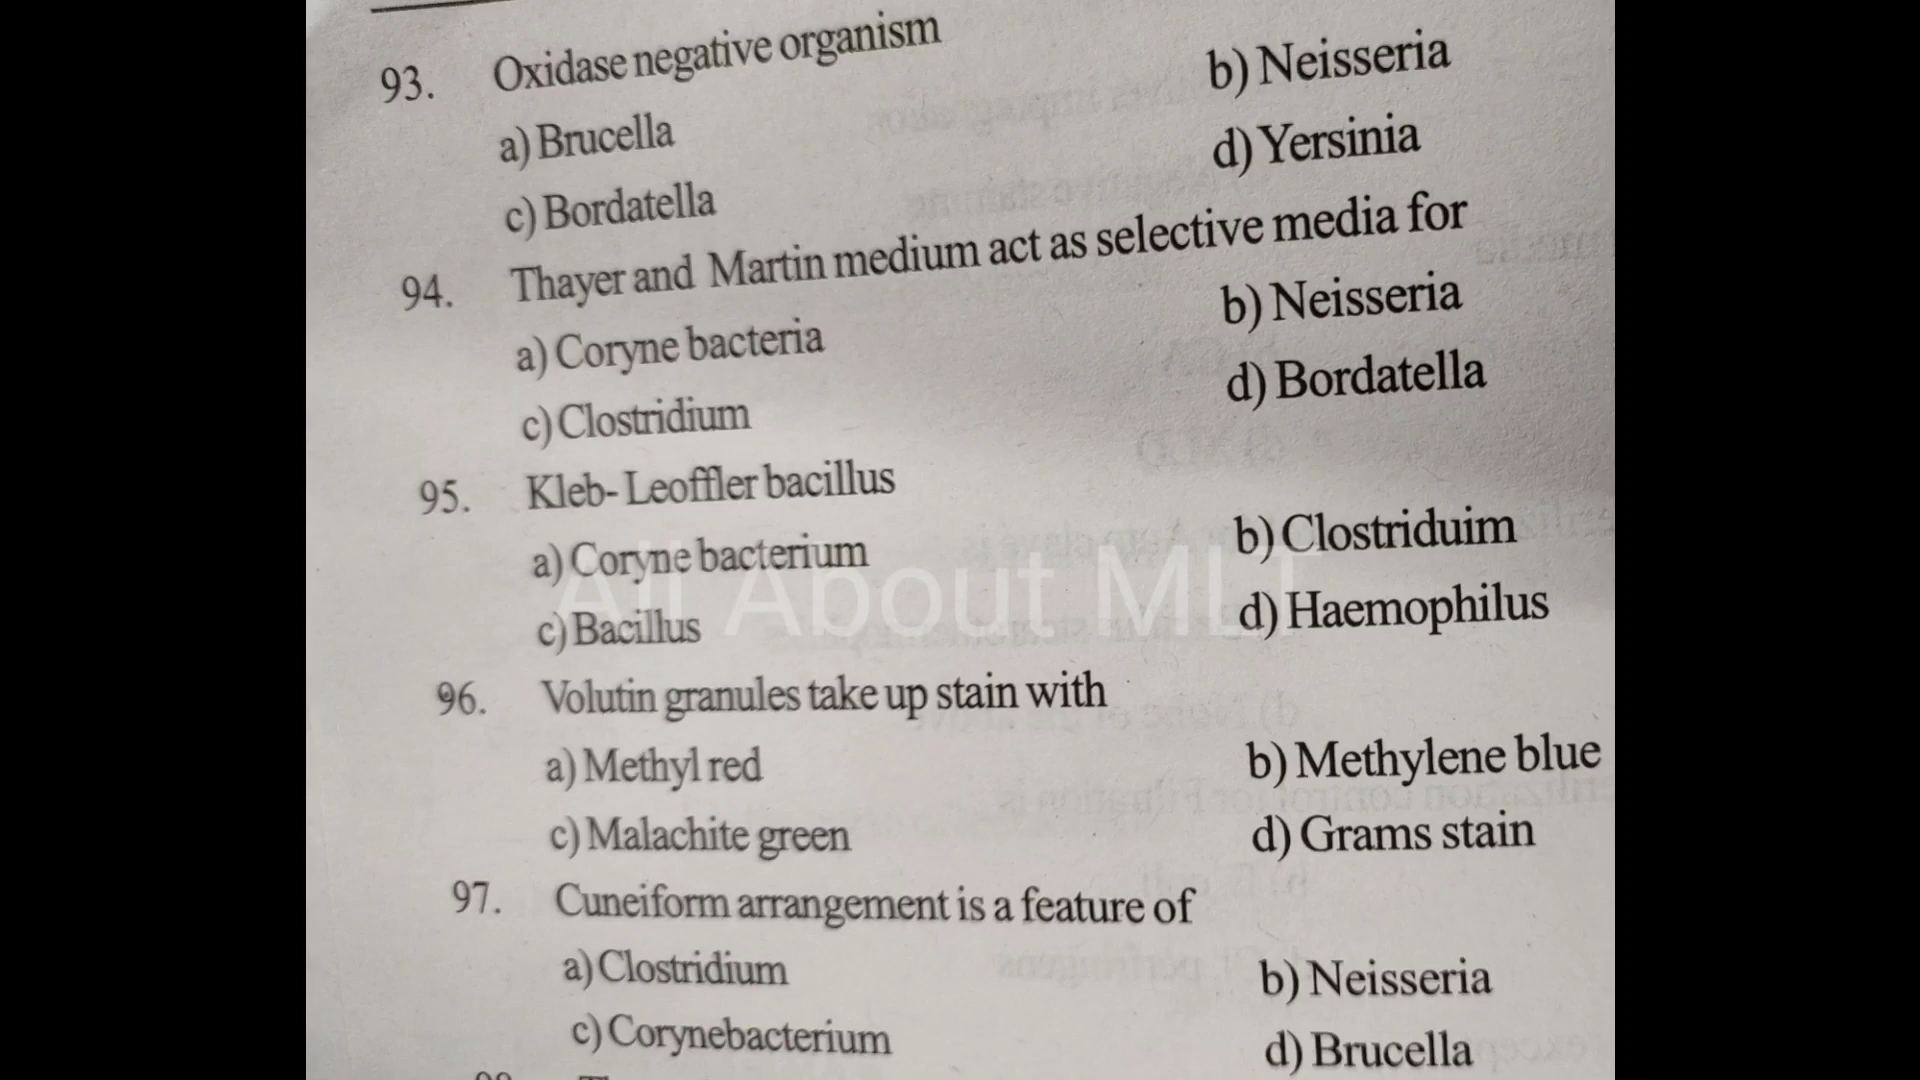 93. Oxidase negative organism
a) Brucella b) Neisseria
c) Bordatella d) Yersinia
94. Thayer and Martin medium act as selective media for
a) Coryne bacteria b) Neisseria
c) Clostridium d) Bordatella
95. Kleb- Leoffler bacillus
a) Coryne bacterium b) Clostriduim
All About MLT
c) Bacillus d) Haemophilus
96. Volutin granules take up stain with
a) Methyl red b) Methylene blue
c) Malachite green d) Grams stain
97. Cuneiform arrangement is a feature of
a) Clostridium b) Neisseria
c) Corynebacterium d) Brucella